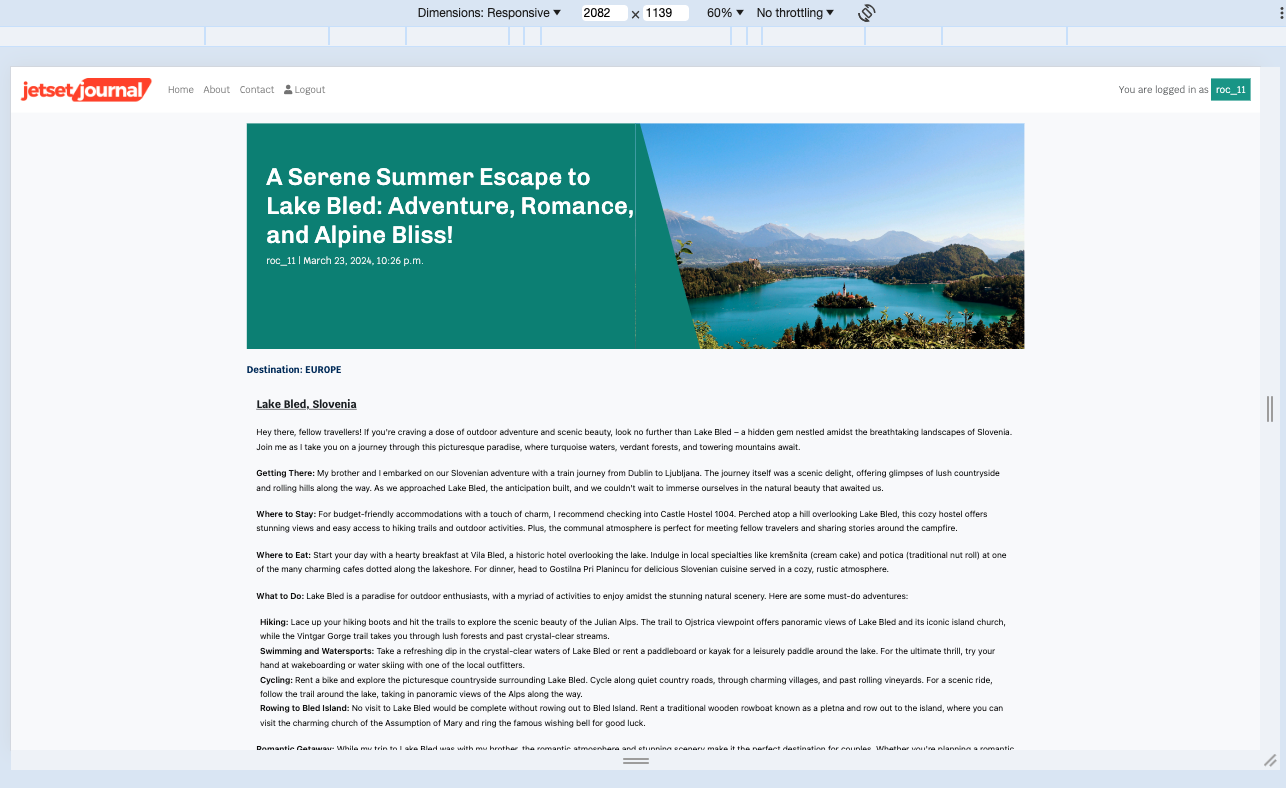 Dimensions: Responsive 2082 x 1139 60% No throttling
jetset/journal Home About Contact Logout You are logged in as roc_11
A Serene Summer Escape to
Lake Bled: Adventure, Romance,
and Alpine Bliss!
roc_11 | March 23, 2024, 10:26 p.m.
Destination: EUROPE
Lake Bled, Slovenia
Hey there, fellow travellers! If you're craving a dose of outdoor adventure and scenic beauty, look no further than Lake Bled – a hidden gem nestled amidst the breathtaking landscapes of Slovenia.
Join me as I take you on a journey through this picturesque paradise, where turquoise waters, verdant forests, and towering mountains await.
Getting There: My brother and I embarked on our Slovenian adventure with a train journey from Dublin to Ljubljana. The journey itself was a scenic delight, offering glimpses of lush countryside
and rolling hills along the way. As we approached Lake Bled, the anticipation built, and we couldn't wait to immerse ourselves in the natural beauty that awaited us.
Where to Stay: For budget-friendly accommodations with a touch of charm, I recommend checking into Castle Hostel 1004. Perched atop a hill overlooking Lake Bled, this cozy hostel offers
stunning views and easy access to hiking trails and outdoor activities. Plus, the communal atmosphere is perfect for meeting fellow travelers and sharing stories around the campfire.
Where to Eat: Start your day with a hearty breakfast at Vila Bled, a historic hotel overlooking the lake. Indulge in local specialties like kremšnita (cream cake) and potica (traditional nut roll) at one
of the many charming cafes dotted along the lakeshore. For dinner, head to Gostilna Pri Planincu for delicious Slovenian cuisine served in a cozy, rustic atmosphere.
What to Do: Lake Bled is a paradise for outdoor enthusiasts, with a myriad of activities to enjoy amidst the stunning natural scenery. Here are some must-do adventures:
Hiking: Lace up your hiking boots and hit the trails to explore the scenic beauty of the Julian Alps. The trail to Ojstrica viewpoint offers panoramic views of Lake Bled and its iconic island church,
while the Vintgar Gorge trail takes you through lush forests and past crystal-clear streams.
Swimming and Watersports: Take a refreshing dip in the crystal-clear waters of Lake Bled or rent a paddleboard or kayak for a leisurely paddle around the lake. For the ultimate thrill, try your
hand at wakeboarding or water skiing with one of the local outfitters.
Cycling: Rent a bike and explore the picturesque countryside surrounding Lake Bled. Cycle along quiet country roads, through charming villages, and past rolling vineyards. For a scenic ride,
follow the trail around the lake, taking in panoramic views of the Alps along the way.
Rowing to Bled Island: No visit to Lake Bled would be complete without rowing out to Bled Island. Rent a traditional wooden rowboat known as a pletna and row out to the island, where you can
visit the charming church of the Assumption of Mary and ring the famous wishing bell for good luck.
Romantic Getaway: While my trip to Lake Bled was with my brother, the romantic atmosphere and stunning scenery make it the perfect destination for couples. Whether you're planning a romantic